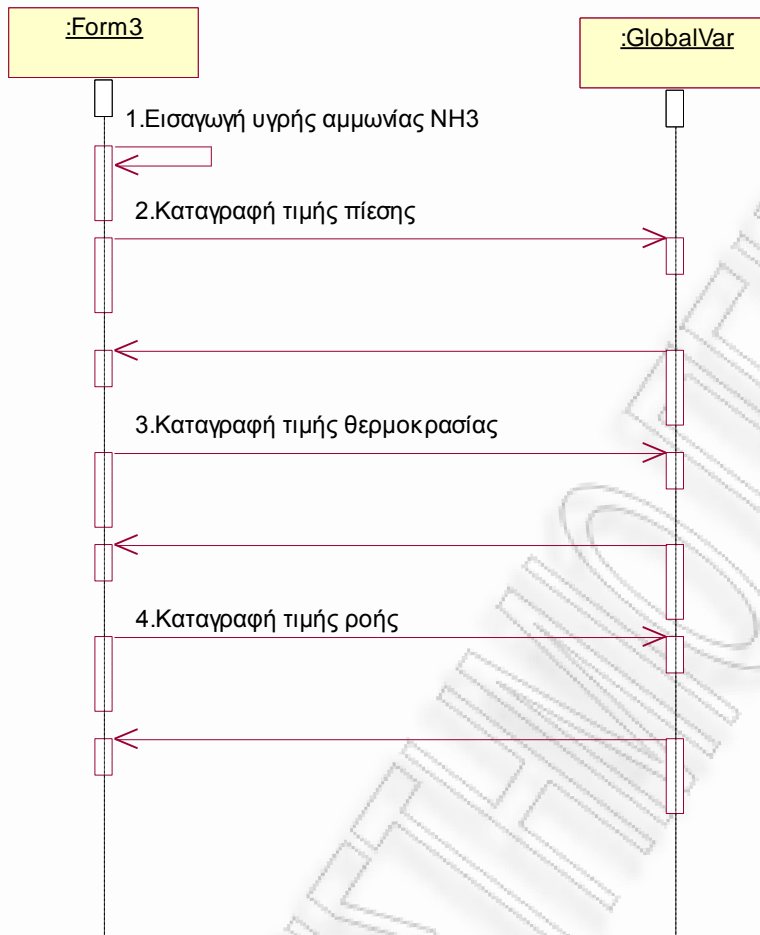 :Form3
:GlobalVar
1.Εισαγωγή υγρής αμμωνίας NH3
2.Καταγραφή τιμής πίεσης
3.Καταγραφή τιμής θερμοκρασίας
4.Καταγραφή τιμής ροής